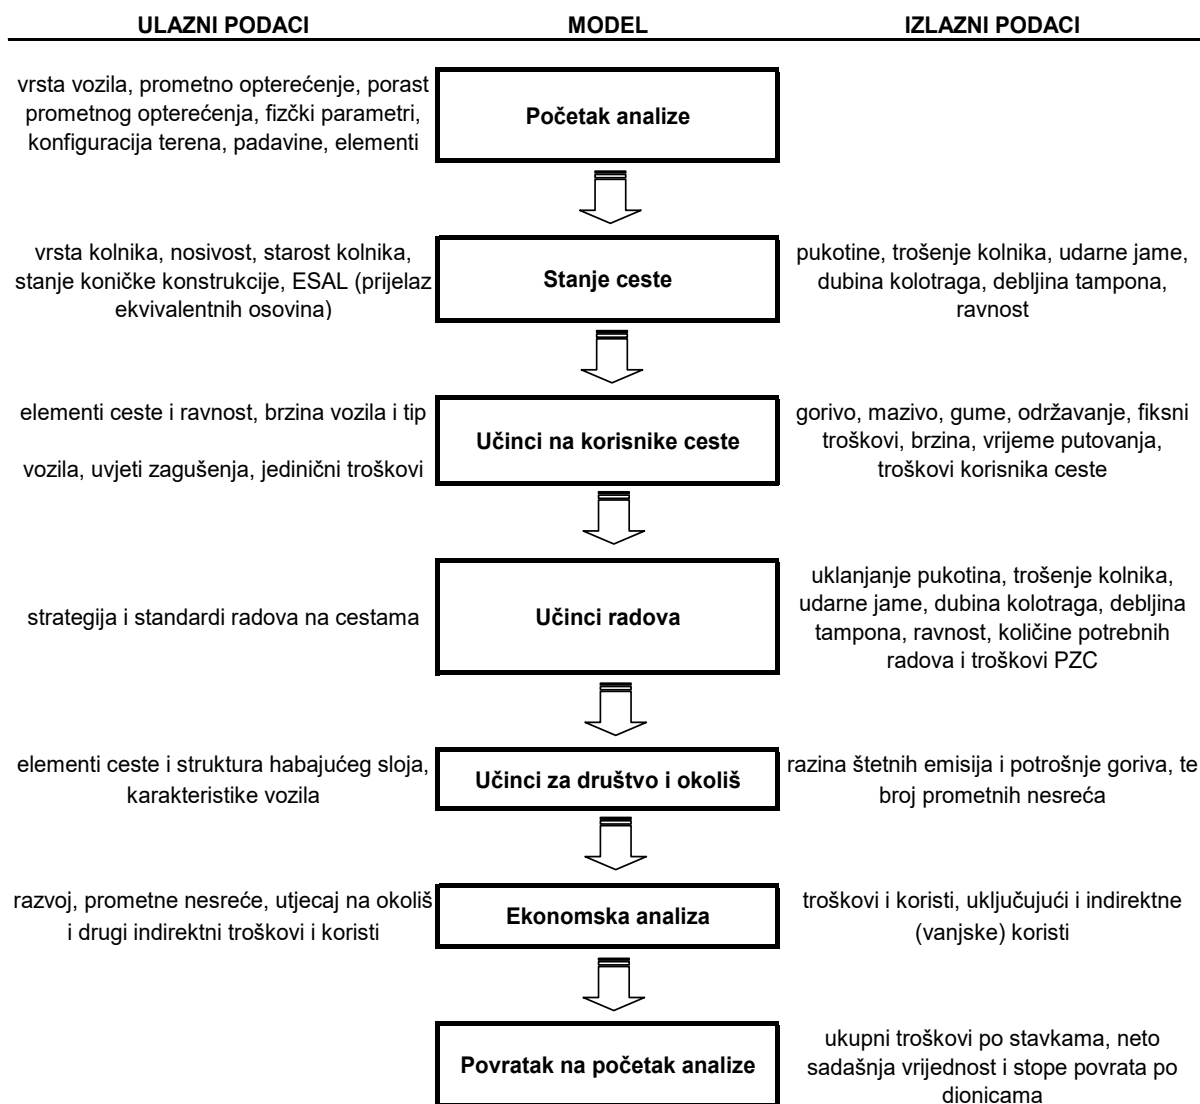 ULAZNI PODACI
MODEL
IZLAZNI PODACI
vrsta vozila, prometno opterećenje, porast
prometnog opterećenja, fizčki parametri,
konfiguracija terena, padavine, elementi
Početak analize
vrsta kolnika, nosivost, starost kolnika,
stanje koničke konstrukcije, ESAL (prijelaz
ekvivalentnih osovina)
Stanje ceste
pukotine, trošenje kolnika, udarne jame,
dubina kolotraga, debljina tampona,
ravnost
elementi ceste i ravnost, brzina vozila i tip
vozila, uvjeti zagušenja, jedinični troškovi
Učinci na korisnike ceste
gorivo, mazivo, gume, održavanje, fiksni
troškovi, brzina, vrijeme putovanja,
troškovi korisnika ceste
strategija i standardi radova na cestama
Učinci radova
uklanjanje pukotina, trošenje kolnika,
udarne jame, dubina kolotraga, debljina
tampona, ravnost, količine potrebnih
radova i troškovi PZC
elementi ceste i struktura habajućeg sloja,
karakteristike vozila
Učinci za društvo i okoliš
razina štetnih emisija i potrošnje goriva, te
broj prometnih nesreća
razvoj, prometne nesreće, utjecaj na okoliš
i drugi indirektni troškovi i koristi
Ekonomska analiza
troškovi i koristi, uključujući i indirektne
(vanjske) koristi
Povratak na početak analize
ukupni troškovi po stavkama, neto
sadašnja vrijednost i stope povrata po
dionicama